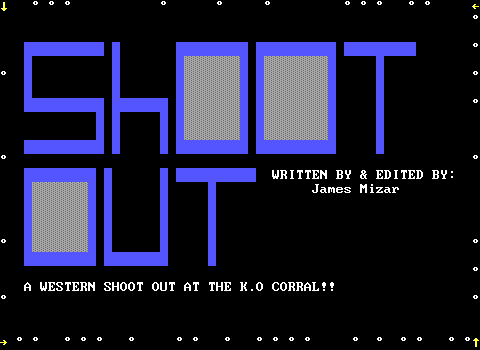 ShOOT
OUT
WRITTEN BY & EDITED BY:
James Mizar
A WESTERN SHOOT OUT AT THE K.O CORRAL!!